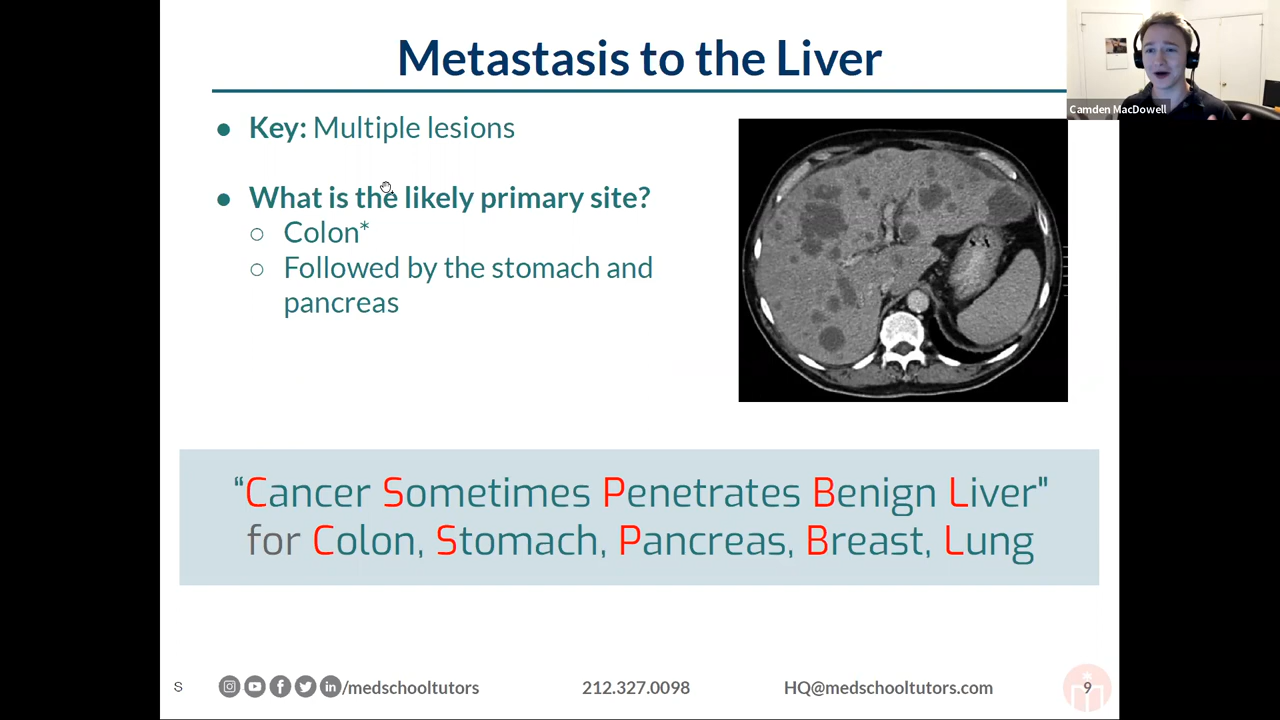 Metastasis to the Liver
Camden MacDowell
● Key: Multiple lesions
● What is the likely primary site?
○ Colon*
○ Followed by the stomach and
pancreas
“Cancer Sometimes Penetrates Benign Liver"
for Colon, Stomach, Pancreas, Breast, Lung
S
/medschooltutors
212.327.0098
HQ@medschooltutors.com
9